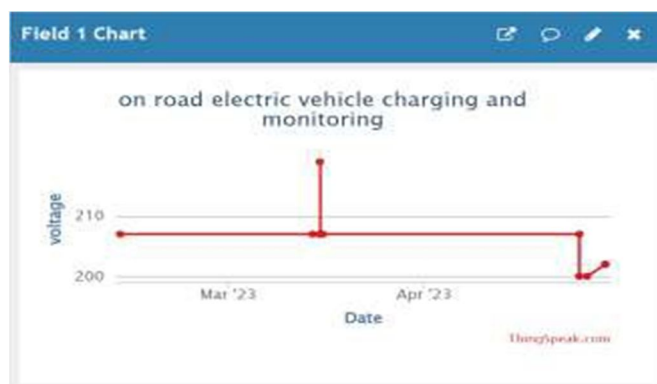 Field 1 Chart
on road electric vehicle charging and
monitoring
voltage
210
200
Mar '23
Apr '23
Date
ThingSpeak.com